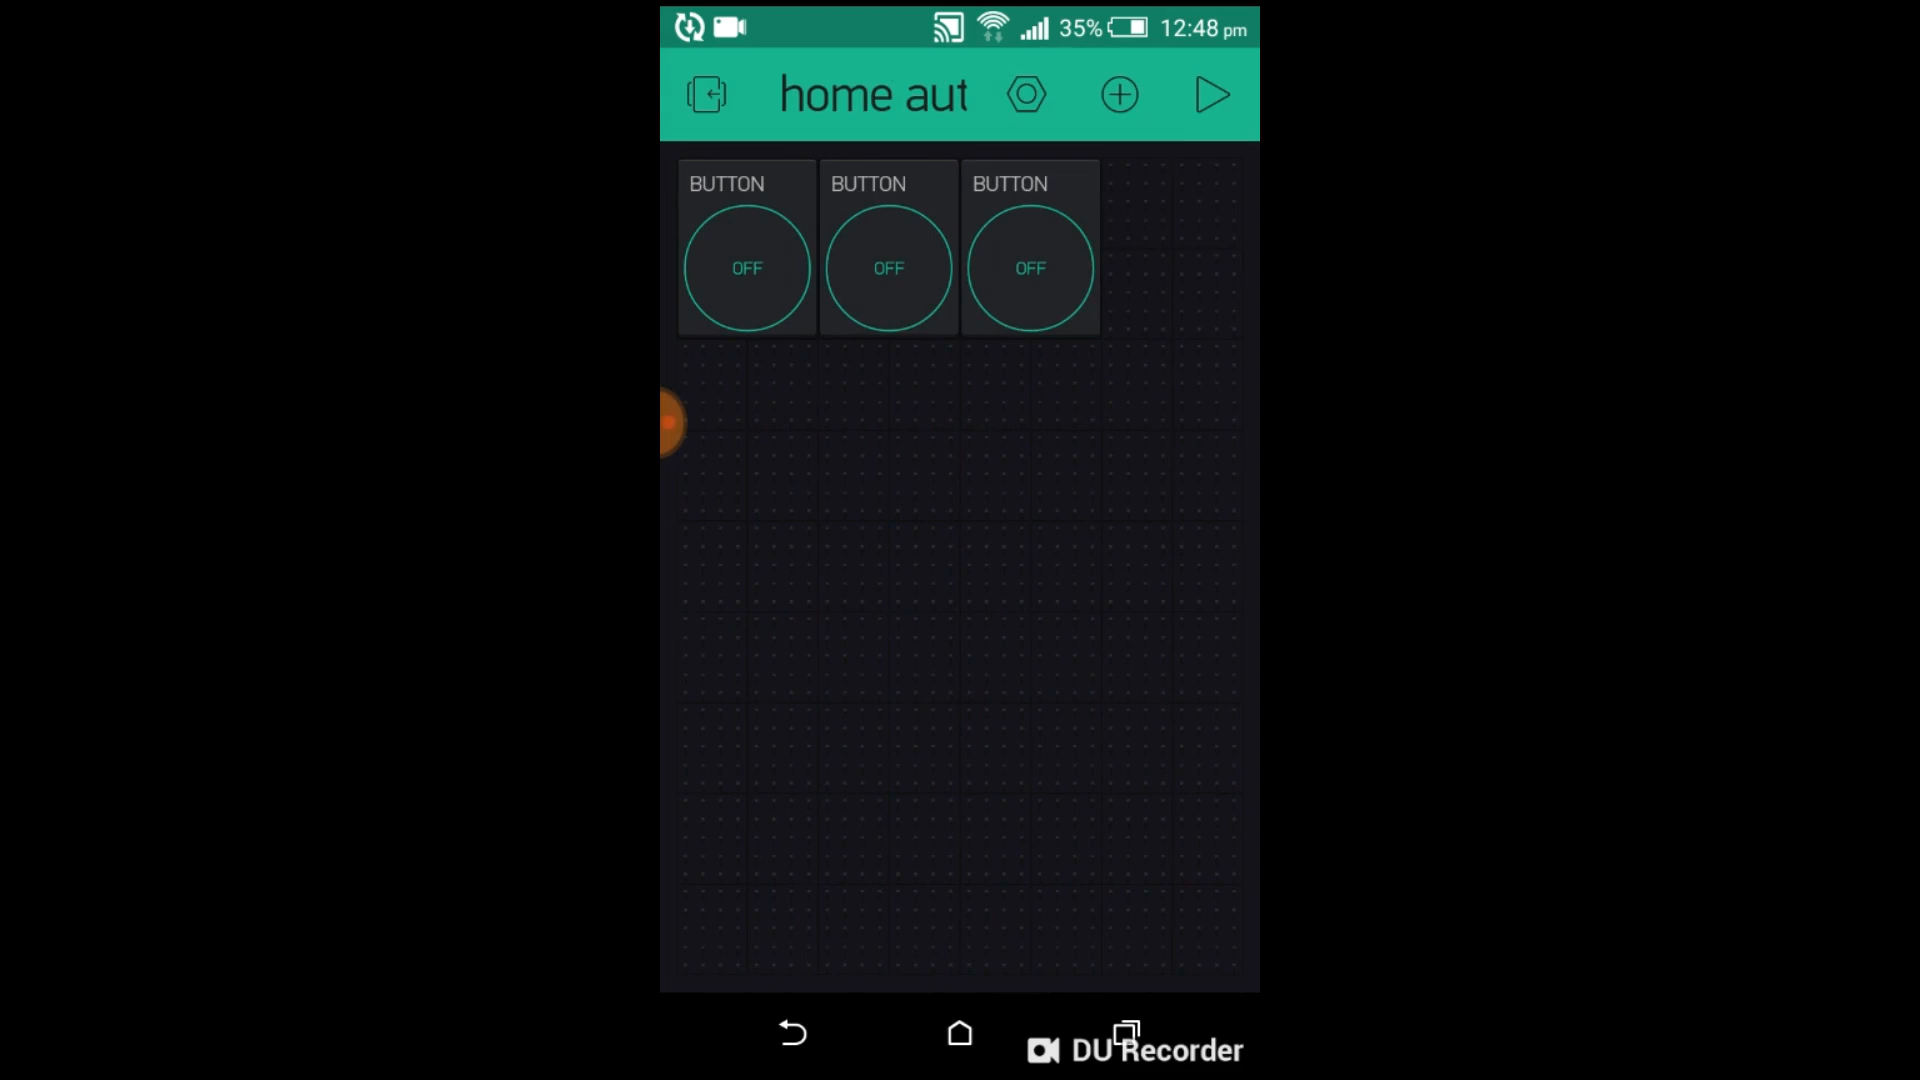 35% 12:48 pm
home aut
BUTTON BUTTON BUTTON
OFF OFF OFF
DU Recorder